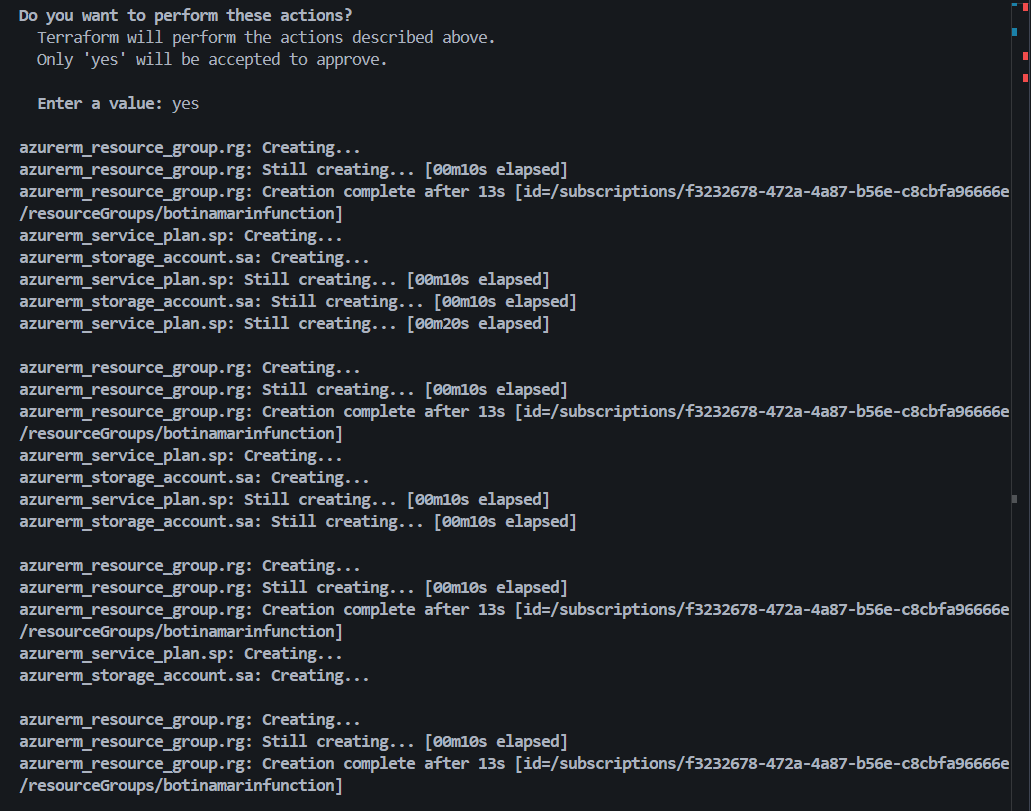 Do you want to perform these actions?
Terraform will perform the actions described above.
Only 'yes' will be accepted to approve.
Enter a value: yes
azurerm_resource_group.rg: Creating...
azurerm_resource_group.rg: Still creating... [00m10s elapsed]
azurerm_resource_group.rg: Creation complete after 13s [id=/subscriptions/f3232678-472a-4a87-b56e-c8cbfa96666e
/resourceGroups/botinamarinfunction]
azurerm_service_plan.sp: Creating...
azurerm_storage_account.sa: Creating...
azurerm_service_plan.sp: Still creating... [00m10s elapsed]
azurerm_storage_account.sa: Still creating... [00m10s elapsed]
azurerm_service_plan.sp: Still creating... [00m20s elapsed]
azurerm_resource_group.rg: Creating...
azurerm_resource_group.rg: Still creating... [00m10s elapsed]
azurerm_resource_group.rg: Creation complete after 13s [id=/subscriptions/f3232678-472a-4a87-b56e-c8cbfa96666e
/resourceGroups/botinamarinfunction]
azurerm_service_plan.sp: Creating...
azurerm_storage_account.sa: Creating...
azurerm_service_plan.sp: Still creating... [00m10s elapsed]
azurerm_storage_account.sa: Still creating... [00m10s elapsed]
azurerm_resource_group.rg: Creating...
azurerm_resource_group.rg: Still creating... [00m10s elapsed]
azurerm_resource_group.rg: Creation complete after 13s [id=/subscriptions/f3232678-472a-4a87-b56e-c8cbfa96666e
/resourceGroups/botinamarinfunction]
azurerm_service_plan.sp: Creating...
azurerm_storage_account.sa: Creating...
azurerm_resource_group.rg: Creating...
azurerm_resource_group.rg: Still creating... [00m10s elapsed]
azurerm_resource_group.rg: Creation complete after 13s [id=/subscriptions/f3232678-472a-4a87-b56e-c8cbfa96666e
/resourceGroups/botinamarinfunction]